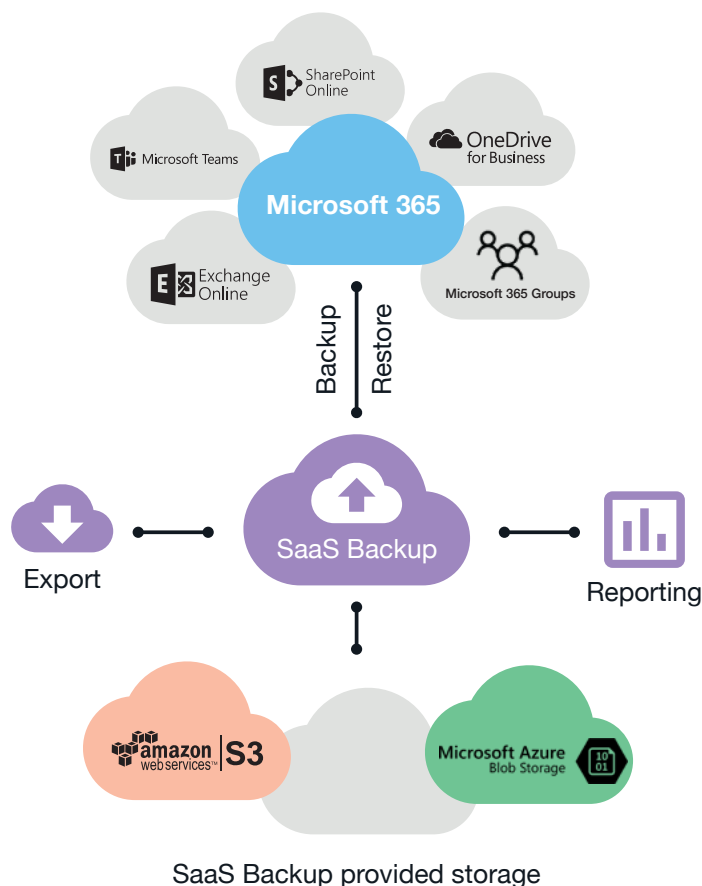 S
SharePoint
Online
T
Microsoft Teams
OneDrive
for Business
Microsoft 365
E
Exchange
Online
Microsoft 365 Groups
Backup
Restore
SaaS Backup
Export
Reporting
amazon
web services™
S3
Microsoft Azure
Blob Storage
10
01
SaaS Backup provided storage